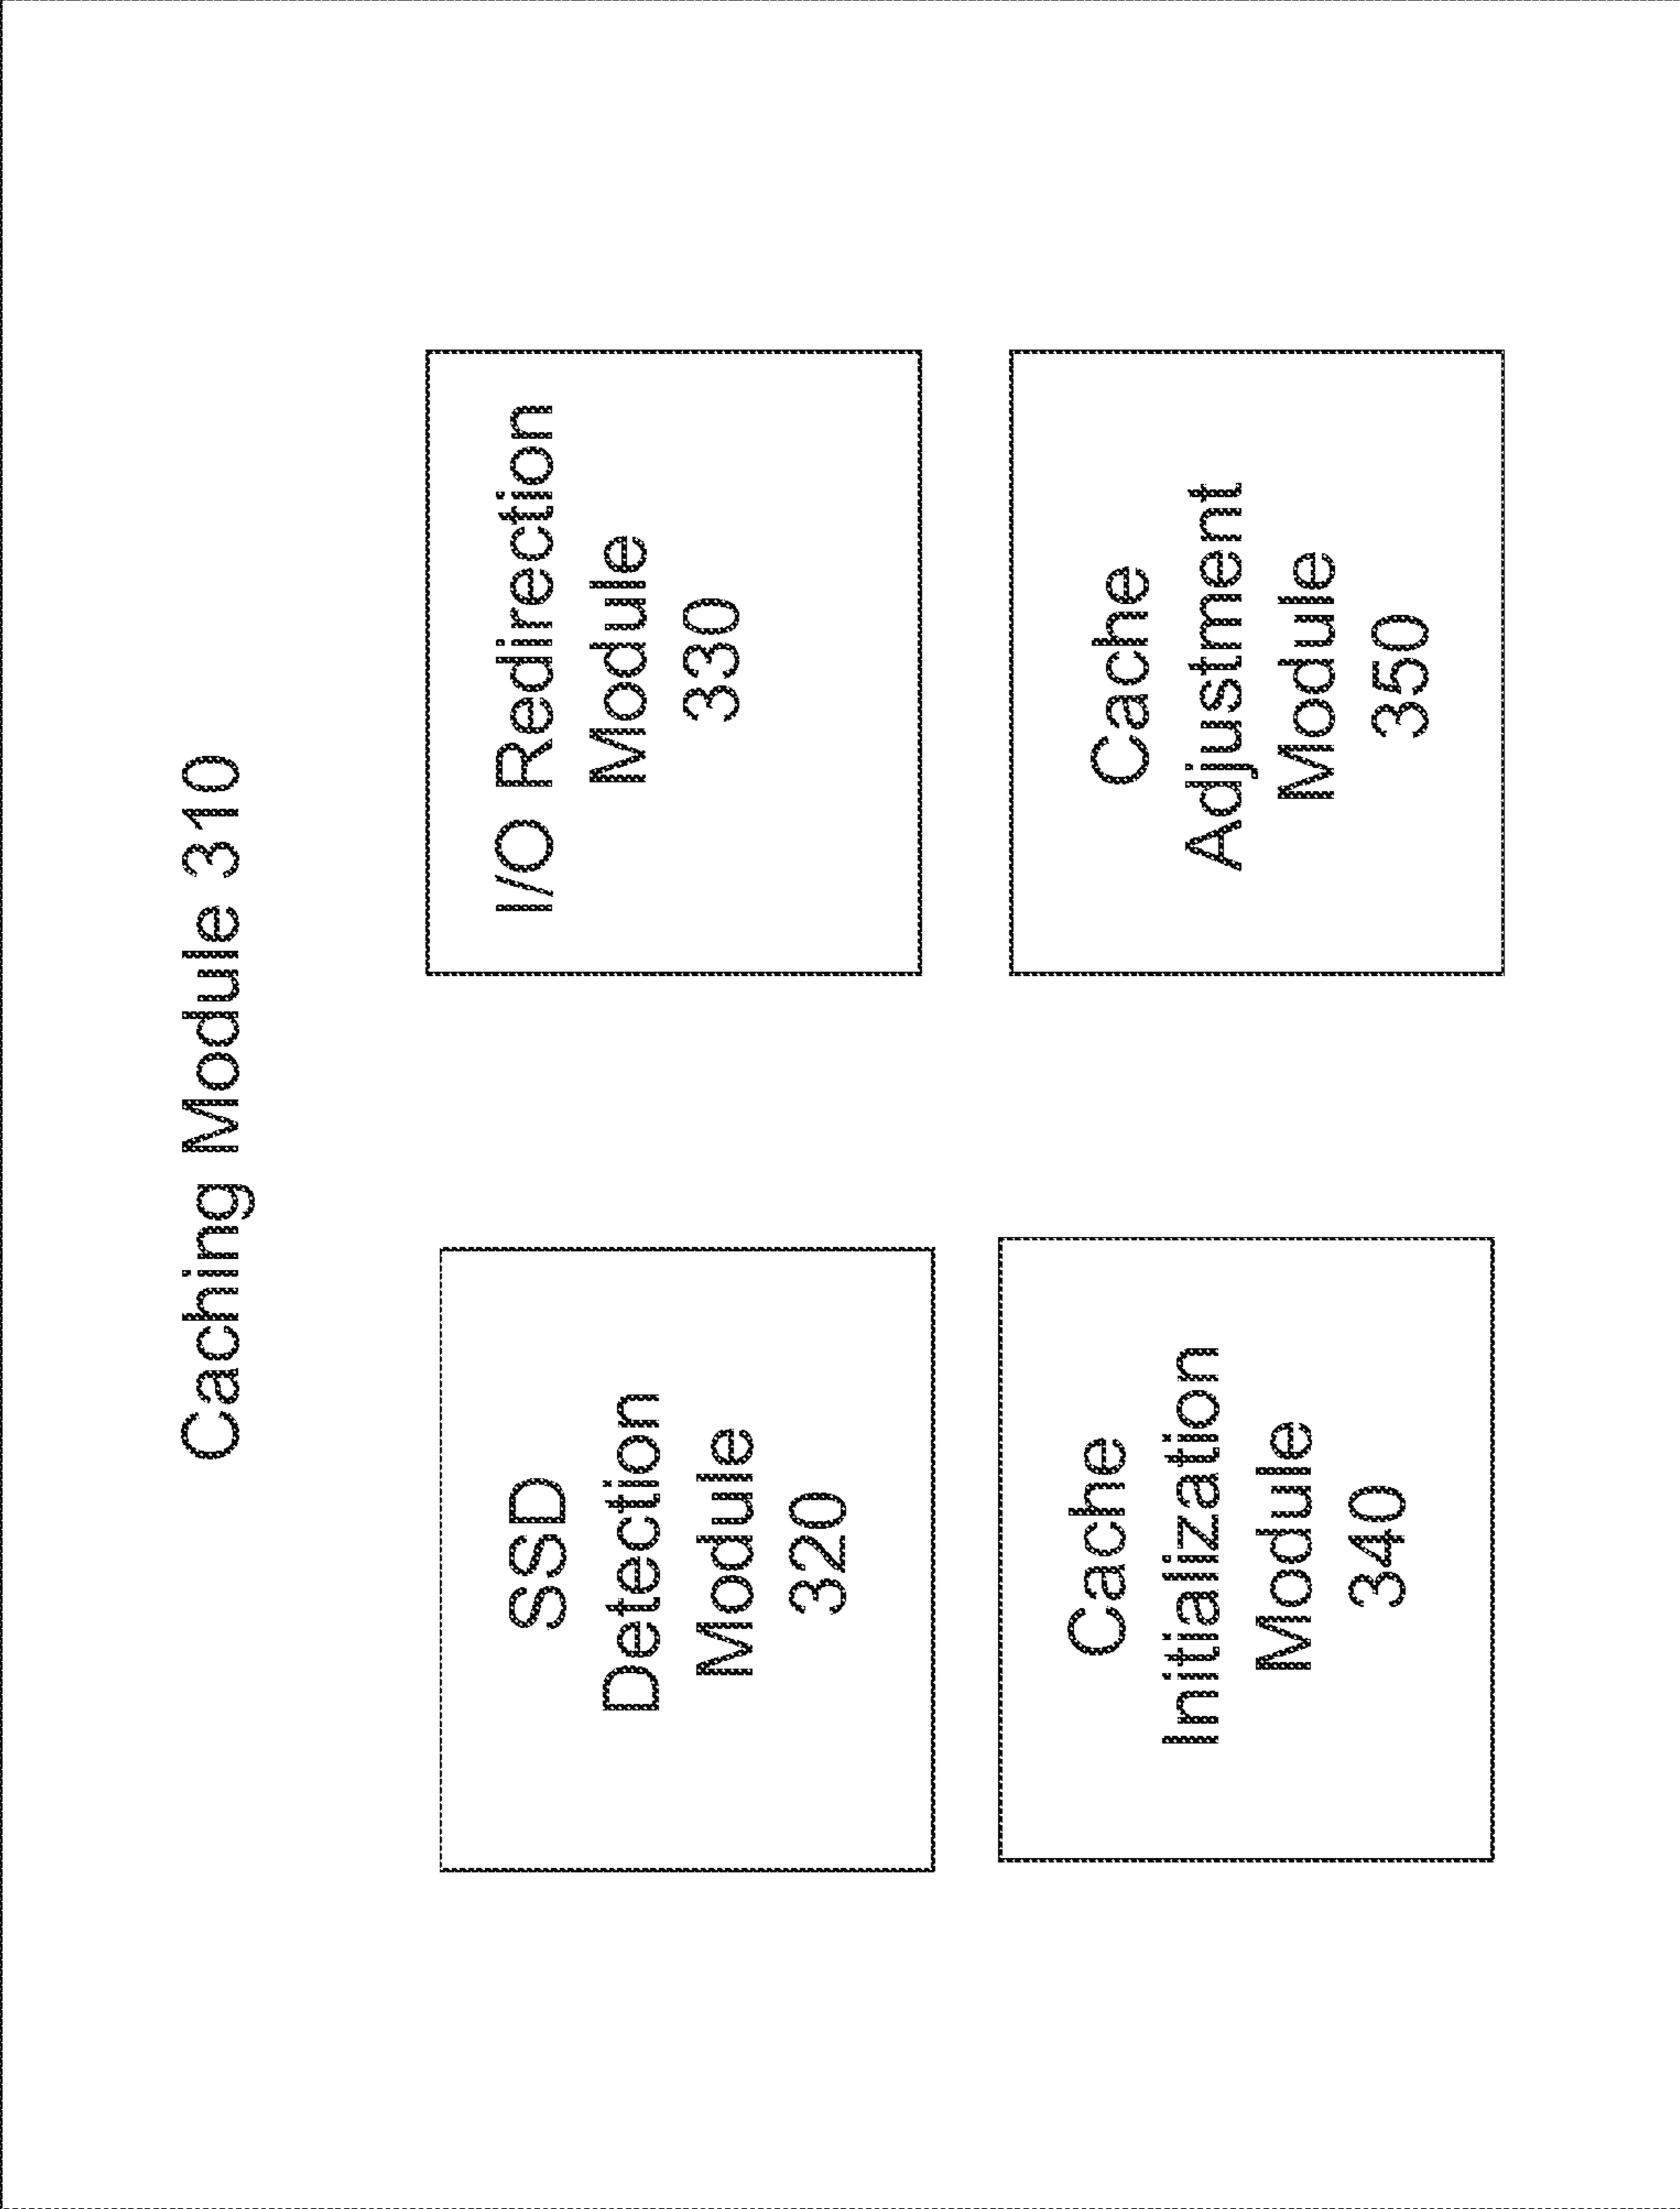 Caching Module 310
SSD
Detection
Module
320
I/O Redirection
Module
330
Cache
Initialization
Module
340
Cache
Adjustment
Module
350